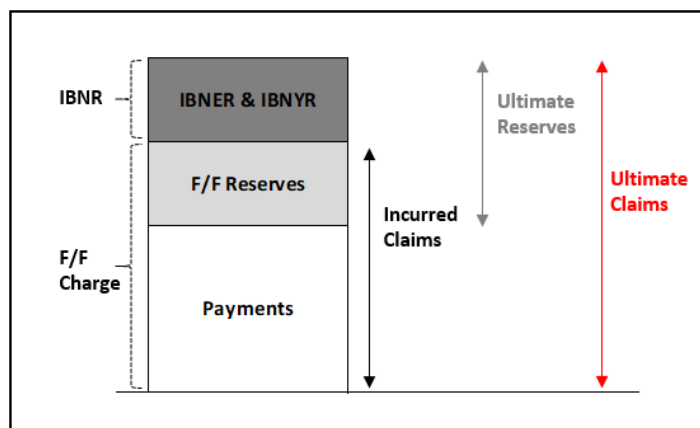 IBNR
IBNER & IBNYR
Ultimate
Reserves
F/F Reserves
Ultimate
Claims
Incurred
Claims
F/F
Charge
Payments